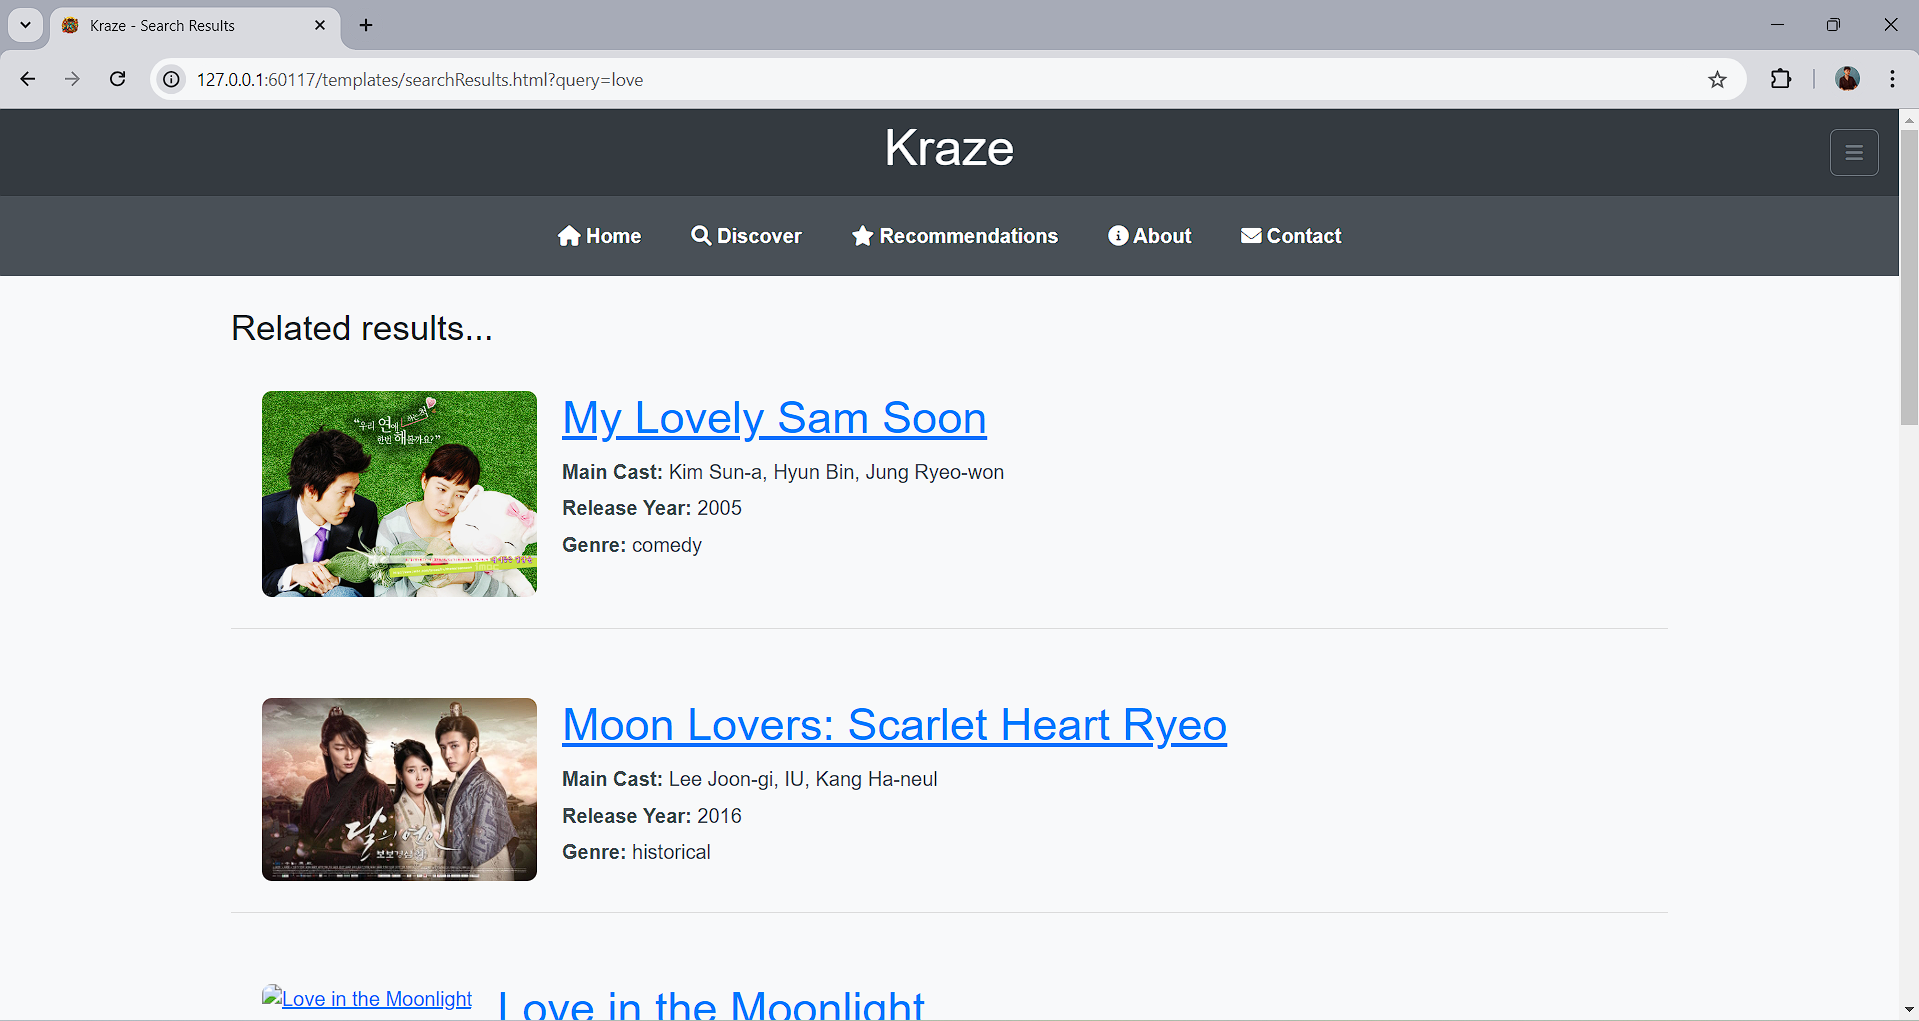 Kraze - Search Results
127.0.0.1:60117/templates/searchResults.html?query=love
Kraze
Home Discover Recommendations About Contact
Related results...
"우리 연애
하는척
한번 해볼까요?"
My Lovely Sam Soon
Main Cast: Kim Sun-a, Hyun Bin, Jung Ryeo-won
Release Year: 2005
Genre: comedy
달의 연인
보보경심 려
Moon Lovers: Scarlet Heart Ryeo
Main Cast: Lee Joon-gi, IU, Kang Ha-neul
Release Year: 2016
Genre: historical
Love in the Moonlight
Love in the Moonlight